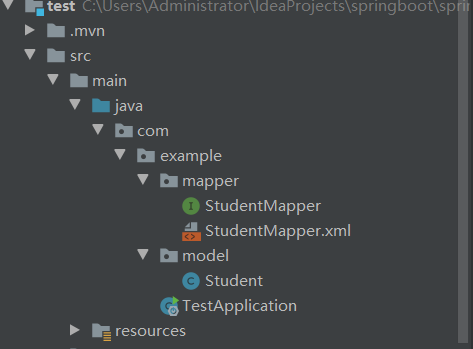 test C:\Users\Administrator\IdeaProjects\springboot\sprin
.mvn
src
main
java
com
example
mapper
StudentMapper
StudentMapper.xml
model
Student
TestApplication
resources